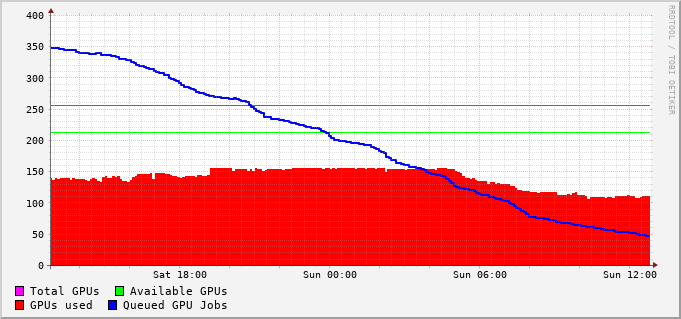 400
350
300
250
200
150
100
50
0
Sat 18:00 Sun 00:00 Sun 06:00 Sun 12:00
Total GPUs Available GPUs
GPUs used Queued GPU Jobs
RRDTOOL / TOBI OETIKER